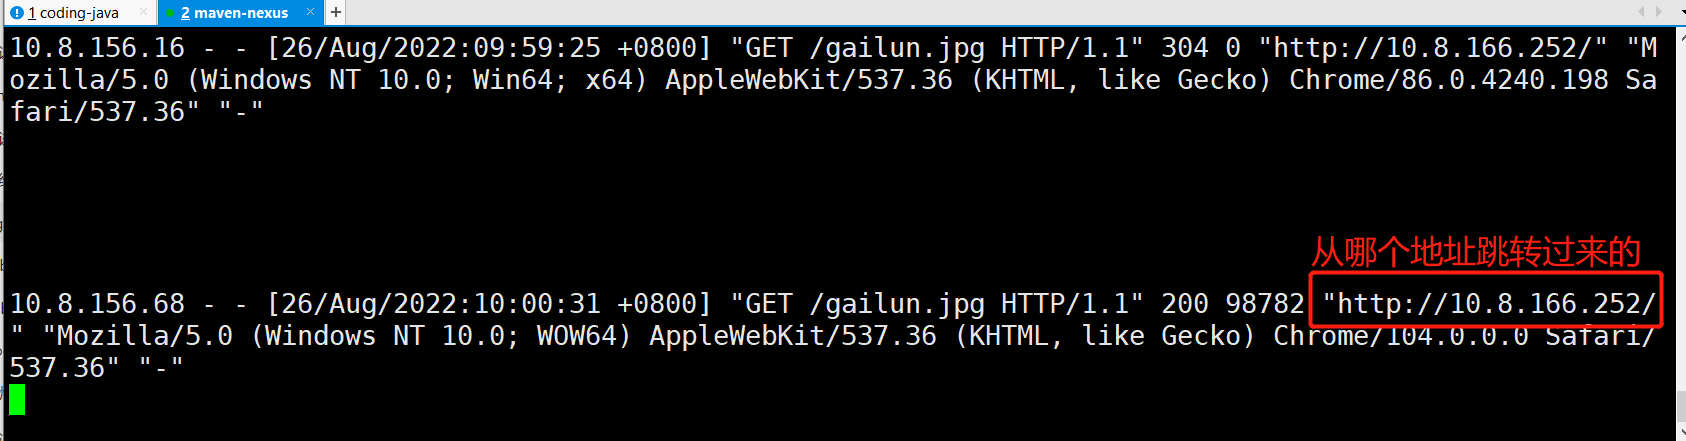 1 coding-java
2 maven-nexus
10.8.156.16 - - [26/Aug/2022:09:59:25 +0800] "GET /gailun.jpg HTTP/1.1" 304 0 "http://10.8.166.252/" "M
ozilla/5.0 (Windows NT 10.0; Win64; x64) AppleWebKit/537.36 (KHTML, like Gecko) Chrome/86.0.4240.198 Sa
fari/537.36" "-"
从哪个地址跳转过来的
10.8.156.68 - - [26/Aug/2022:10:00:31 +0800] "GET /gailun.jpg HTTP/1.1" 200 98782 "http://10.8.166.252/
" "Mozilla/5.0 (Windows NT 10.0; WOW64) AppleWebKit/537.36 (KHTML, like Gecko) Chrome/104.0.0.0 Safari/
537.36" "-"